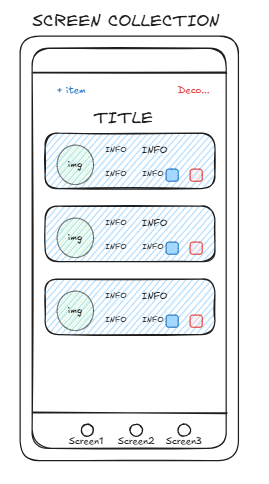 SCREEN COLLECTION
+ item Deco...
TITLE
img INFO INFO
INFO INFO
img INFO INFO
INFO INFO
img INFO INFO
INFO INFO
Screen1 Screen2 Screen3